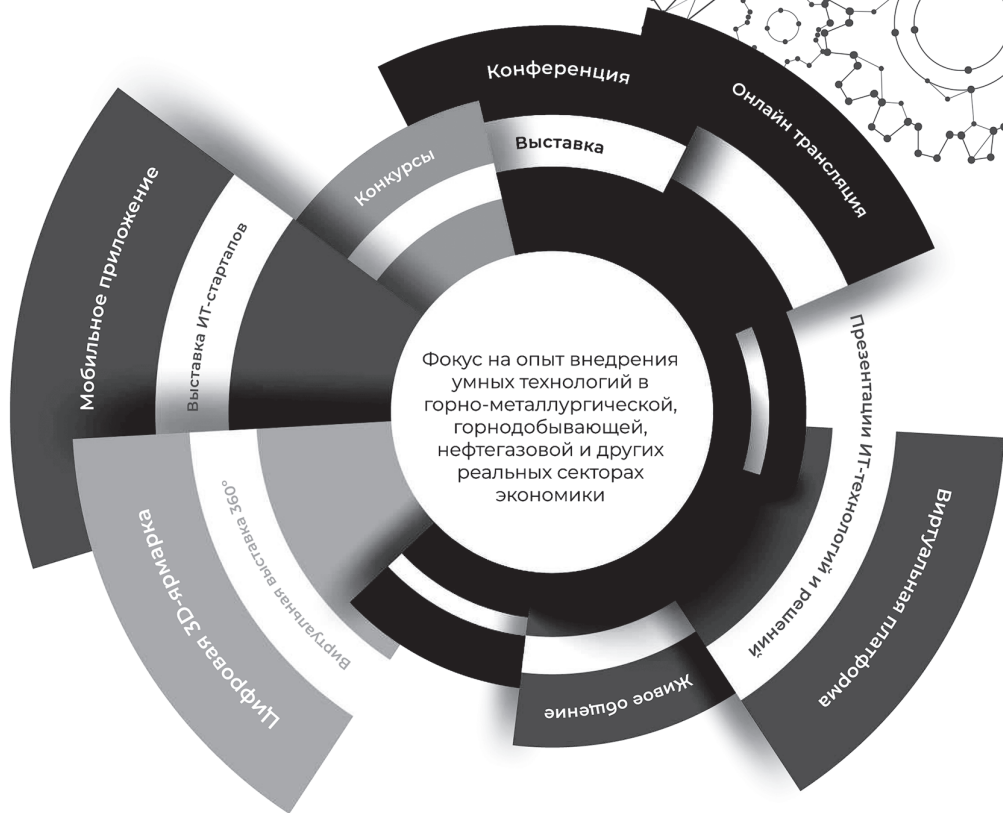 Конференция
Онлайн трансляция
Выставка
Конкурсы
Мобильное приложение
Выставка ИТ-стартапов
Фокус на опыт внедрения
умных технологий в
горно-металлургической,
горнодобывающей,
нефтегазовой и других
реальных секторах
экономики
Презентации ИТ-технологий и решений
Виртуальная платформа
Живое общение
Виртуальная выставка 360°
Цифровая 3D-ярмарка